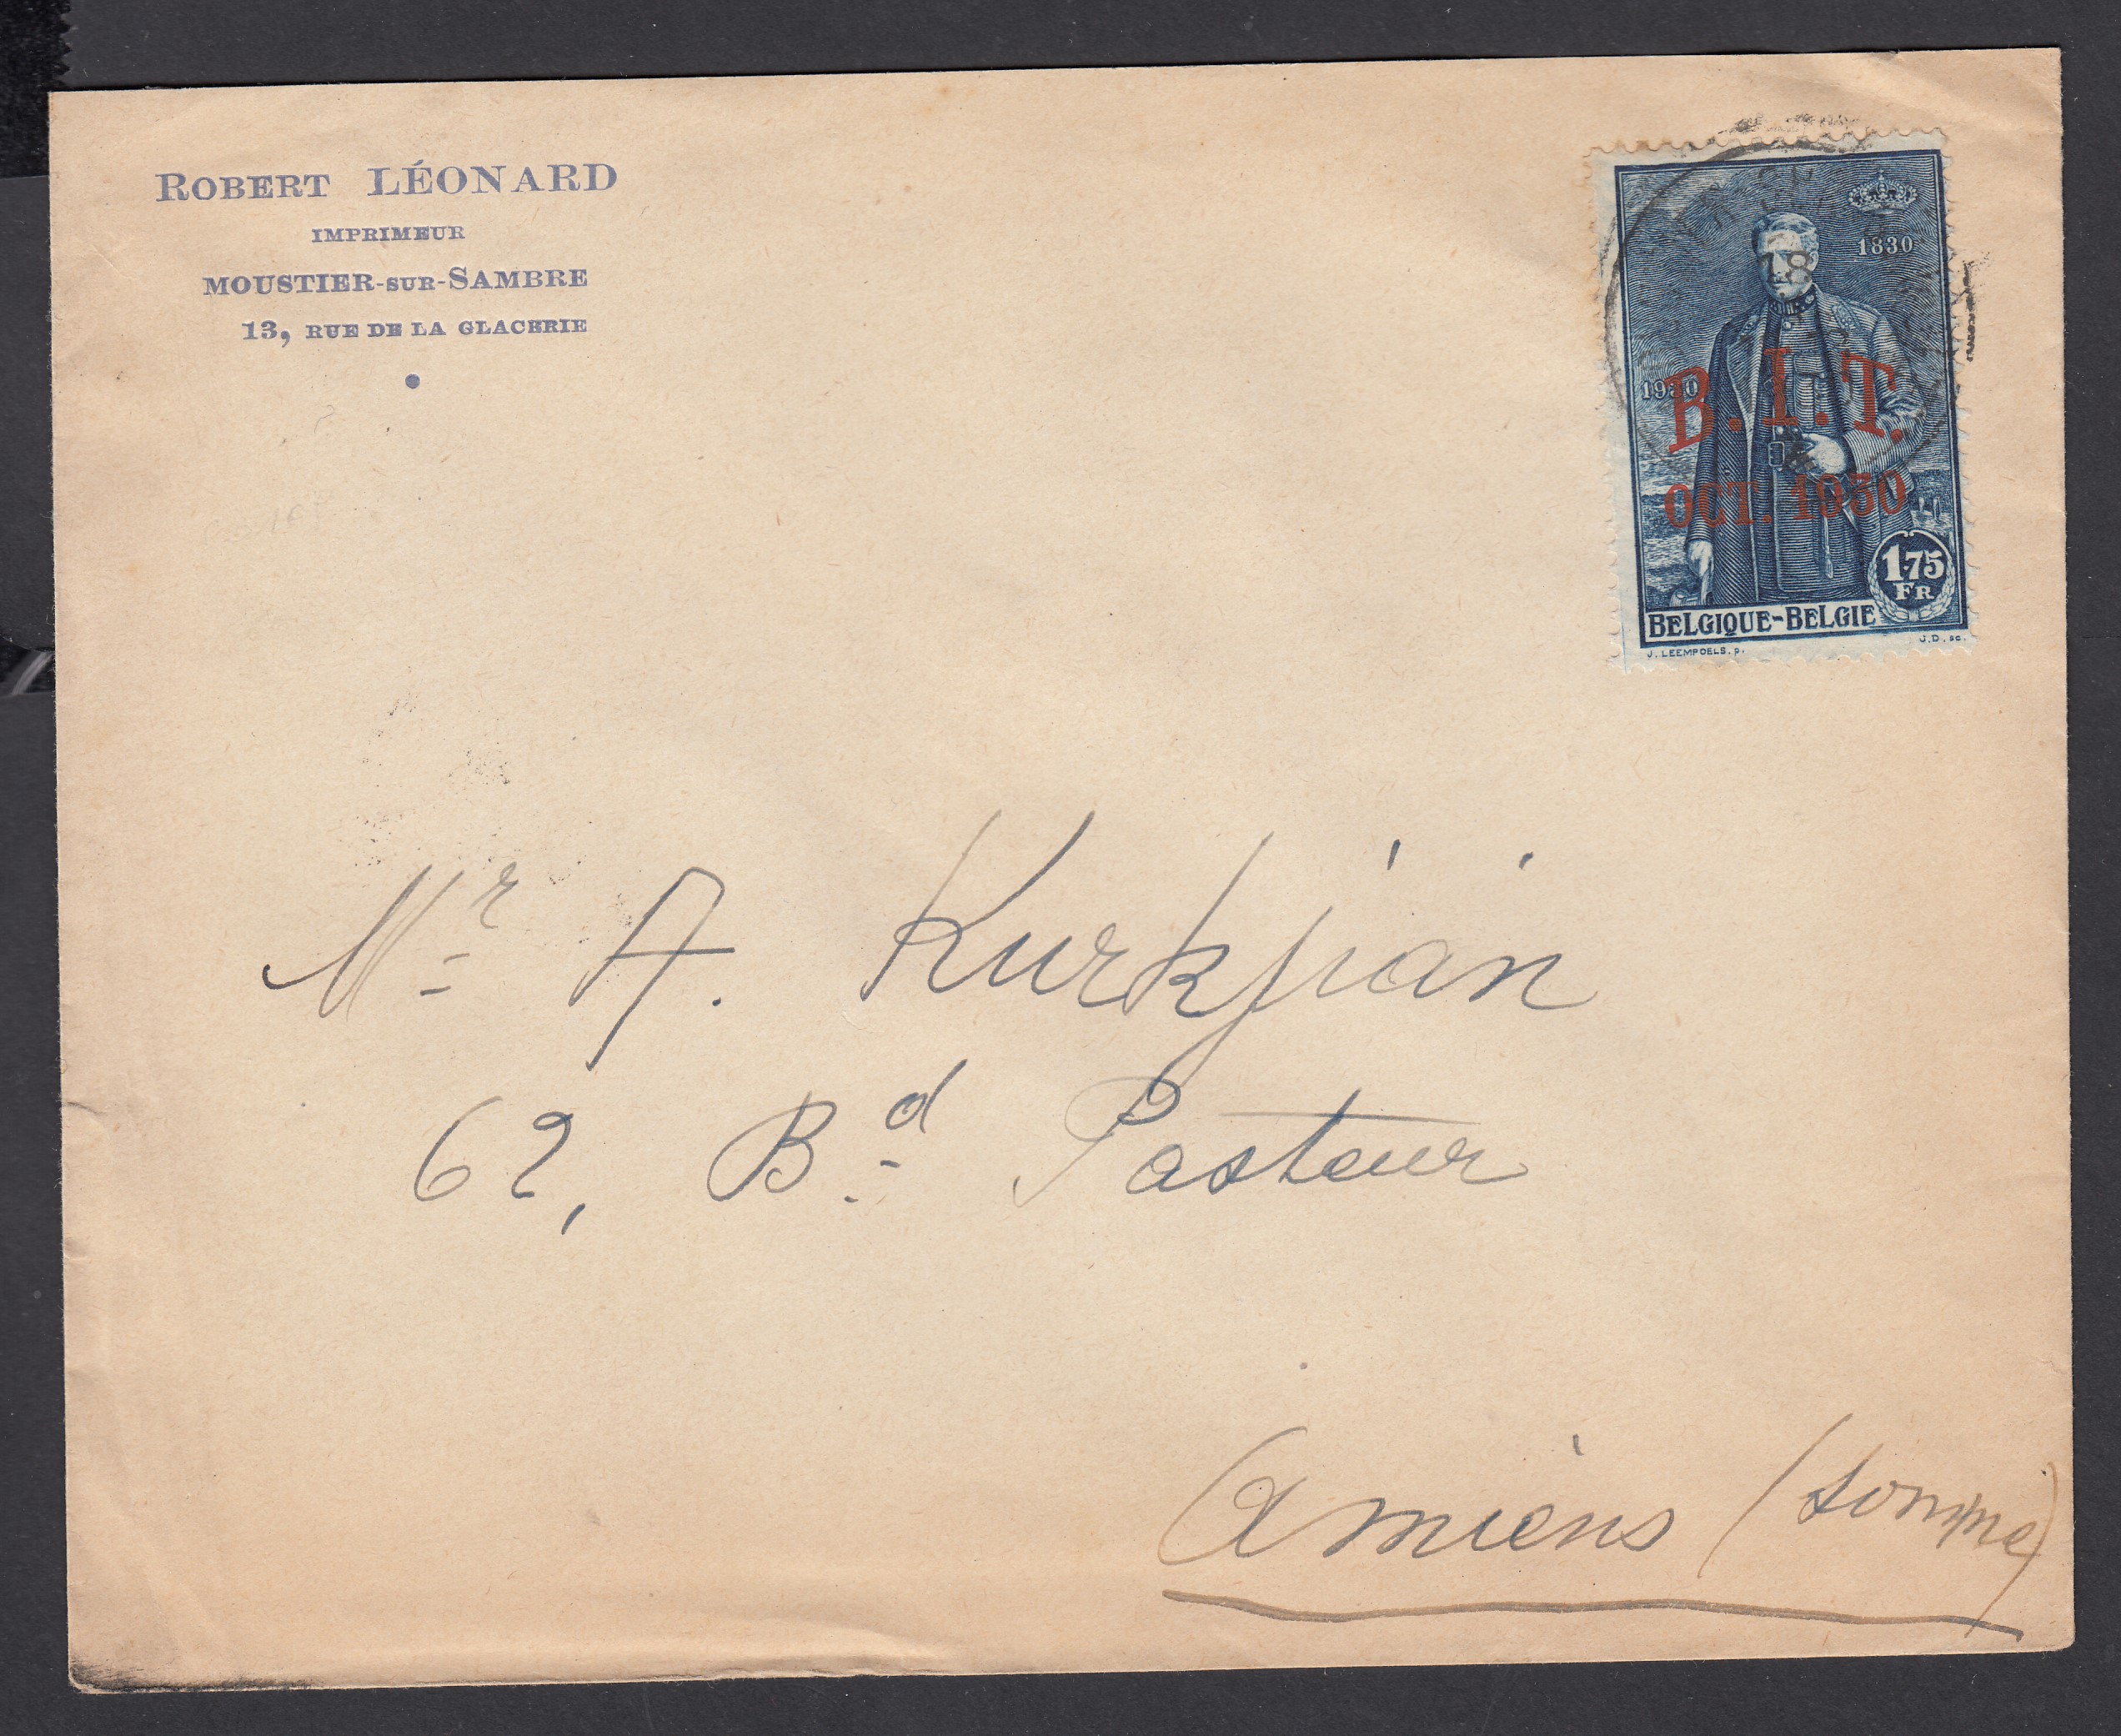 ROBERT LÉONARD
IMPRIMEUR
MOUSTIER-SUR-SAMBRE
13, RUE DE LA GLACERIE
1830
18
1930
B.I.T.
OCT. 1930
1.75
FR
BELGIQUE-BELGIE
J. LEEMPOELS. p.
J.D. sc.
Mr A. Kurkjian
62, Bd Pasteur
Amiens (Somme)